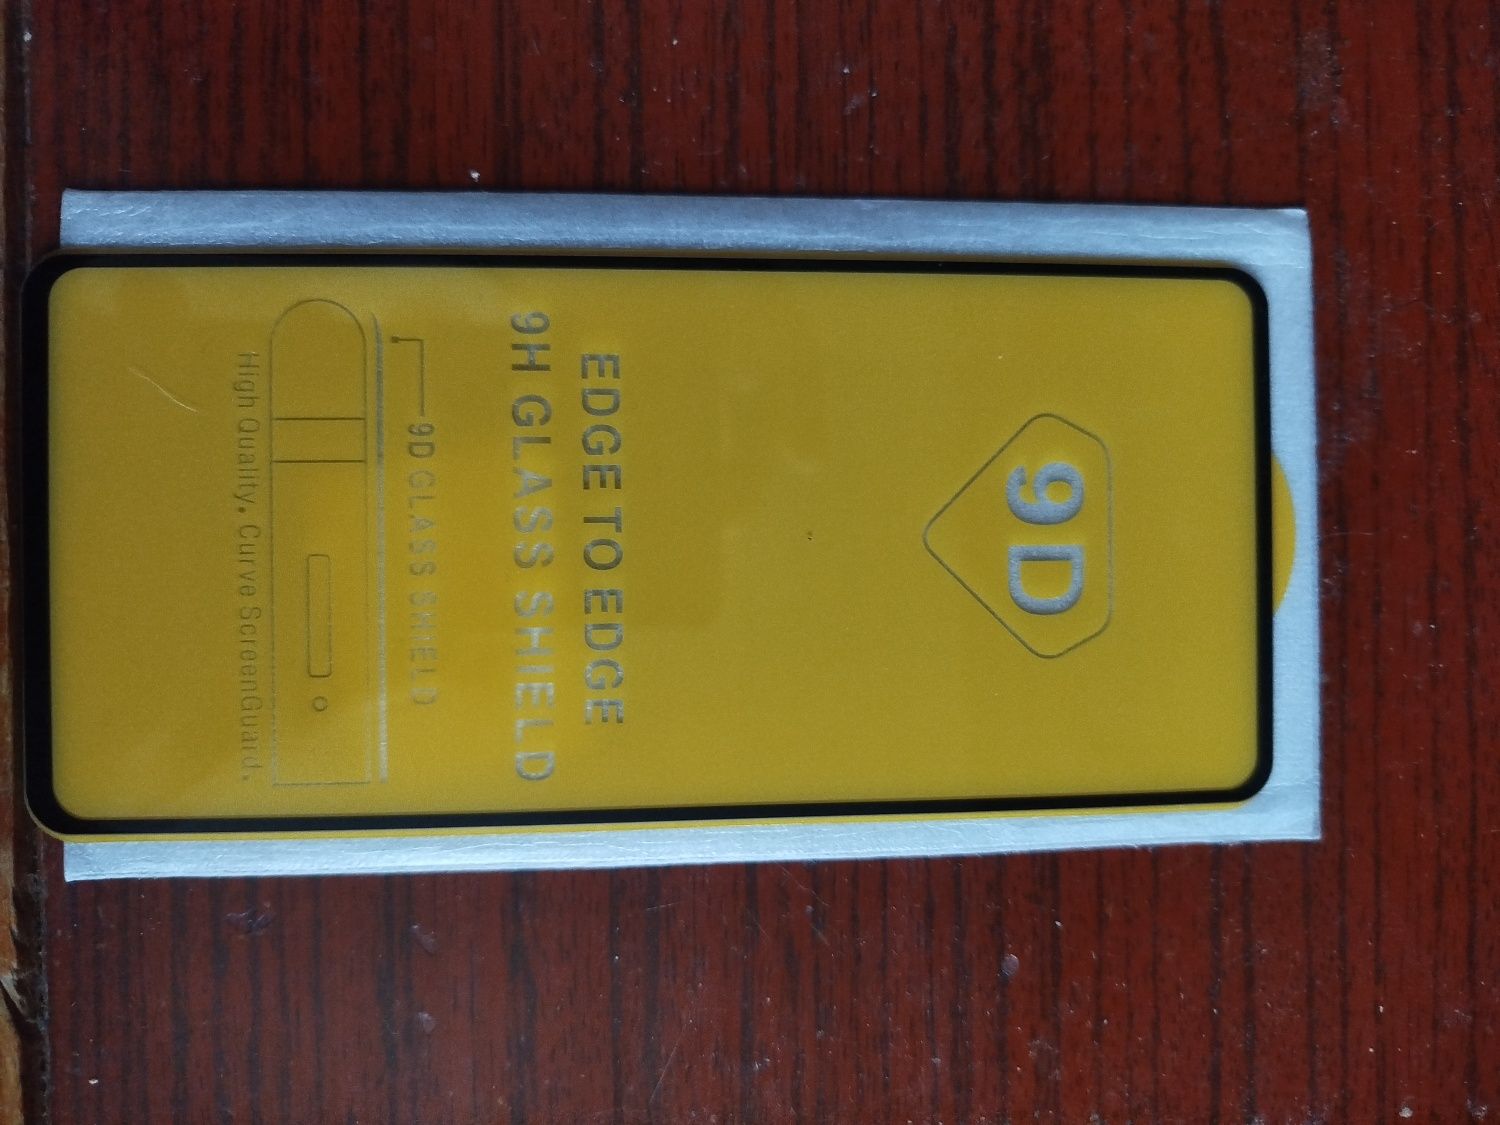 9D
EDGE TO EDGE
9H GLASS SHIELD
9D GLASS SHIELD
High Quality. Curve ScreenGuard.